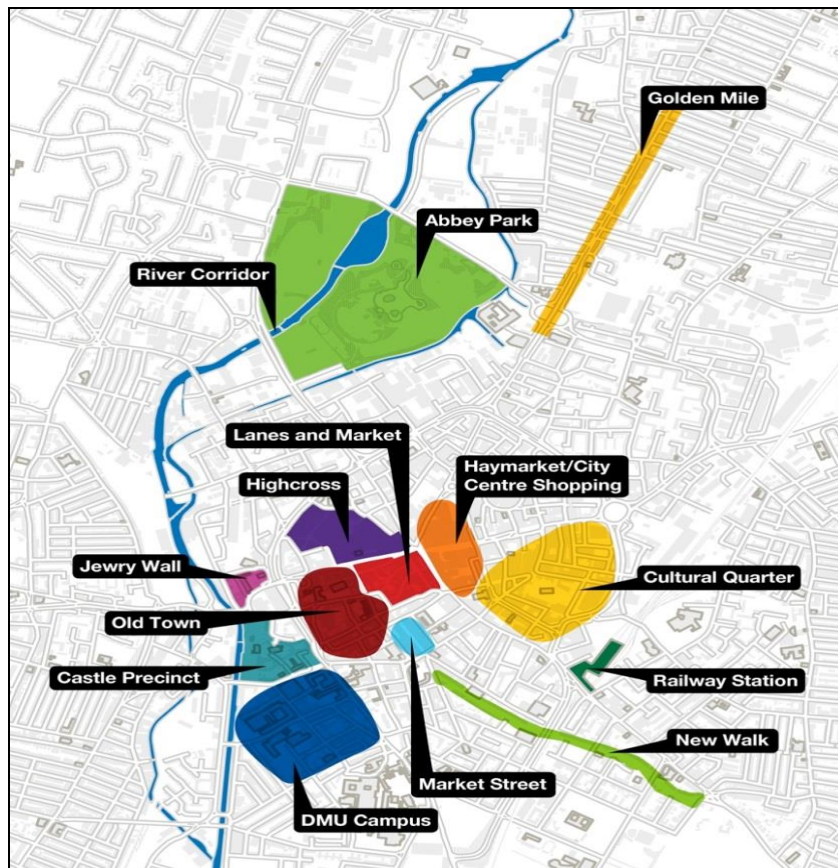 Golden Mile
Abbey Park
River Corridor
Lanes and Market
Haymarket/City
Centre Shopping
Highcross
Jewry Wall
Cultural Quarter
Old Town
Castle Precinct
Railway Station
New Walk
Market Street
DMU Campus